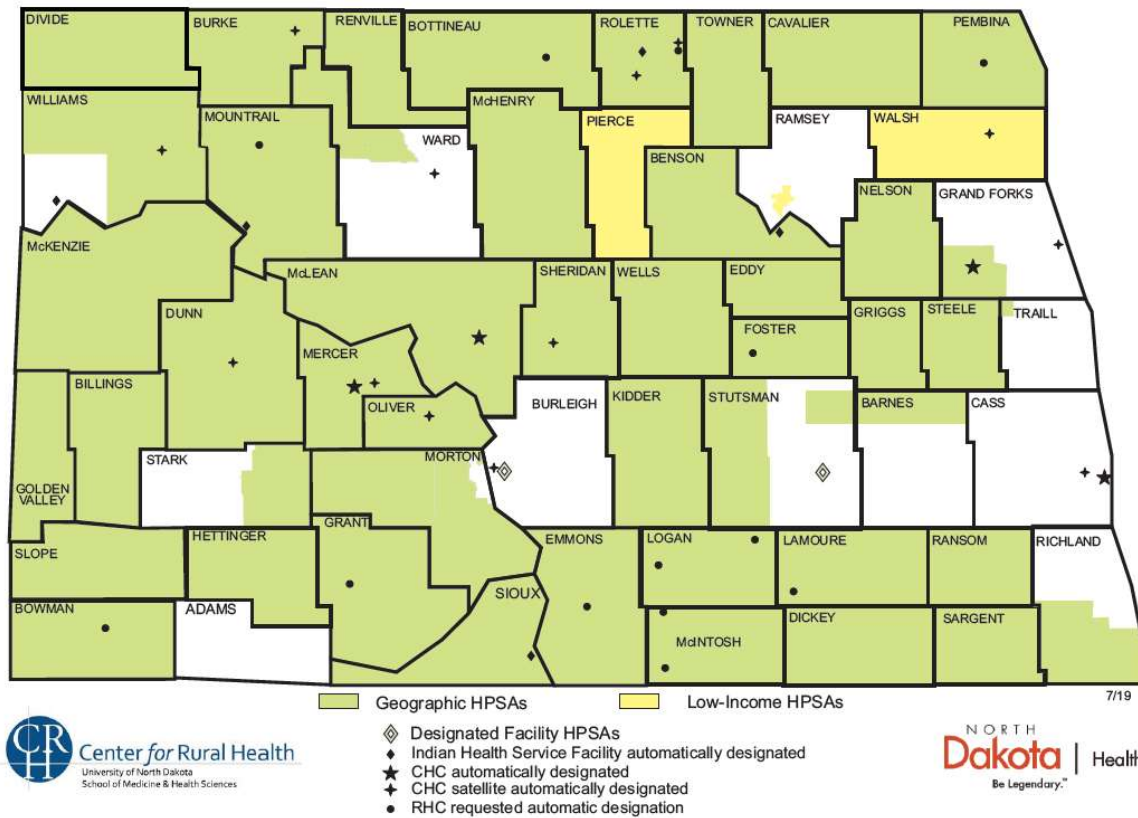 DIVIDE
BURKE
RENVILLE
BOTTINEAU
ROLETTE
TOWNER
CAVALIER
PEMBINA
WILLIAMS
MOUNTRAIL
WARD
McHENRY
PIERCE
BENSON
RAMSEY
WALSH
NELSON
GRAND FORKS
McKENZIE
DUNN
McLEAN
SHERIDAN
WELLS
EDDY
FOSTER
GRIGGS
STEELE
TRAILL
MERCER
OLIVER
BILLINGS
GOLDEN
VALLEY
STARK
MORTON
BURLEIGH
KIDDER
STUTSMAN
BARNES
CASS
SLOPE
HETTINGER
GRANT
SIOUX
EMMONS
LOGAN
LAMOURE
RANSOM
RICHLAND
BOWMAN
ADAMS
McINTOSH
DICKEY
SARGENT
7/19
Geographic HPSAs
Low-Income HPSAs
Designated Facility HPSAs
Indian Health Service Facility automatically designated
CHC automatically designated
CHC satellite automatically designated
RHC requested automatic designation
CRH
Center for Rural Health
University of North Dakota
School of Medicine & Health Sciences
NORTH
Dakota | Health
Be Legendary.™